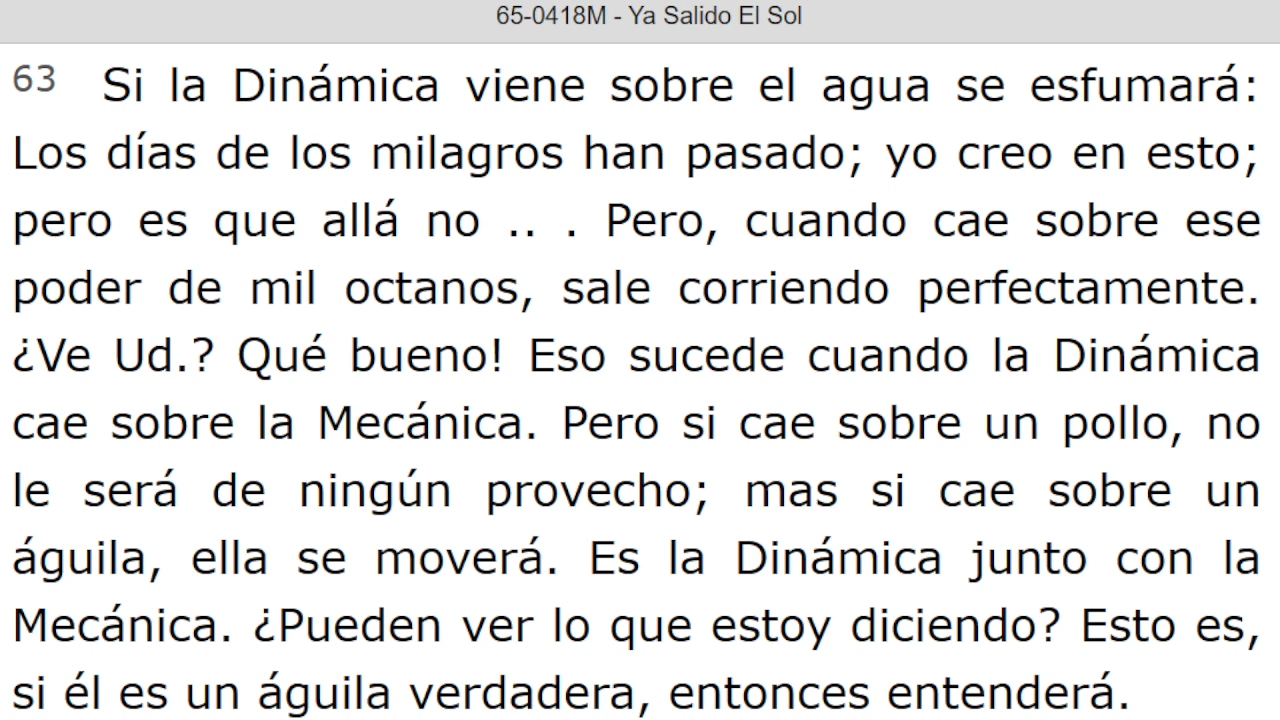 65-0418M - Ya Salido El Sol
63 Si la Dinámica viene sobre el agua se esfumará:
Los días de los milagros han pasado; yo creo en esto;
pero es que allá no .. . Pero, cuando cae sobre ese
poder de mil octanos, sale corriendo perfectamente.
¿Ve Ud.? Qué bueno! Eso sucede cuando la Dinámica
cae sobre la Mecánica. Pero si cae sobre un pollo, no
le será de ningún provecho; mas si cae sobre un
águila, ella se moverá. Es la Dinámica junto con la
Mecánica. ¿Pueden ver lo que estoy diciendo? Esto es,
si él es un águila verdadera, entonces entenderá.